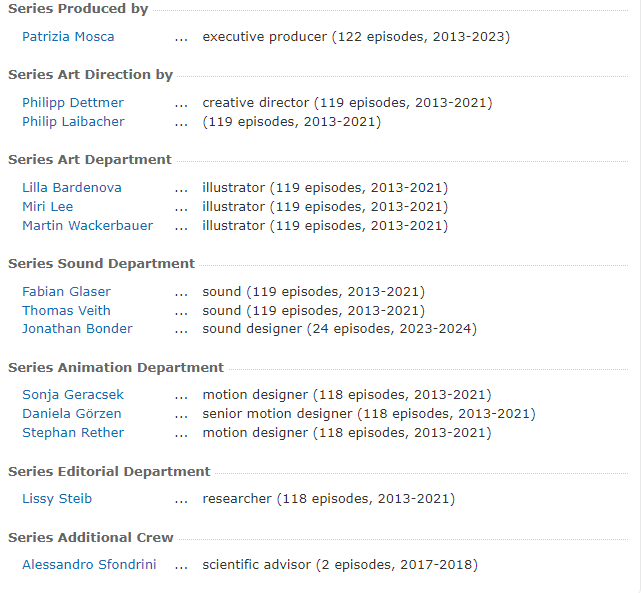 Series Produced by
Patrizia Mosca ... executive producer (122 episodes, 2013-2023)
Series Art Direction by
Philipp Dettmer ... creative director (119 episodes, 2013-2021)
Philip Laibacher ... (119 episodes, 2013-2021)
Series Art Department
Lilla Bardenova ... illustrator (119 episodes, 2013-2021)
Miri Lee ... illustrator (119 episodes, 2013-2021)
Martin Wackerbauer ... illustrator (119 episodes, 2013-2021)
Series Sound Department
Fabian Glaser ... sound (119 episodes, 2013-2021)
Thomas Veith ... sound (119 episodes, 2013-2021)
Jonathan Bonder ... sound designer (24 episodes, 2023-2024)
Series Animation Department
Sonja Geracsek ... motion designer (118 episodes, 2013-2021)
Daniela Görzen ... senior motion designer (118 episodes, 2013-2021)
Stephan Rether ... motion designer (118 episodes, 2013-2021)
Series Editorial Department
Lissy Steib ... researcher (118 episodes, 2013-2021)
Series Additional Crew
Alessandro Sfondrini ... scientific advisor (2 episodes, 2017-2018)